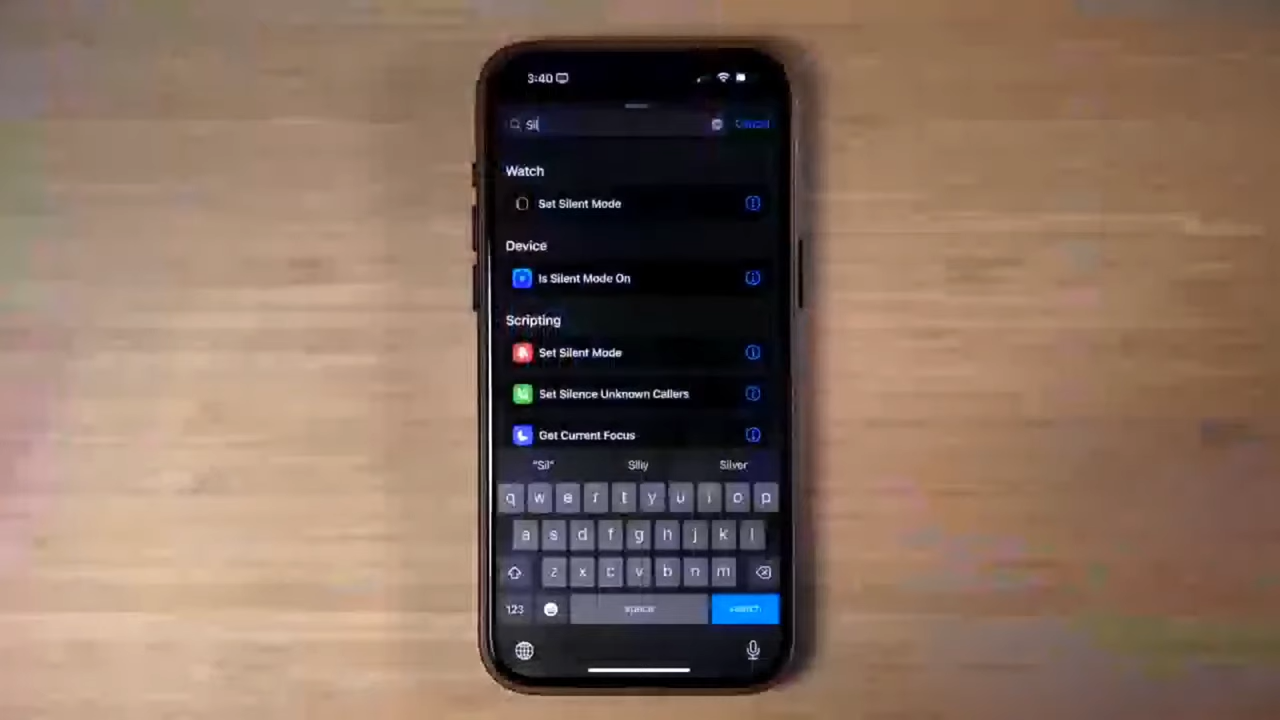 3:40
Sil
Cancel
Watch
Set Silent Mode
Device
Is Silent Mode On
Scripting
Set Silent Mode
Set Silence Unknown Callers
Get Current Focus
"Sil" Silly Silver
q w e r t y u i o p
a s d f g h j k l
z x c v b n m
123 space search